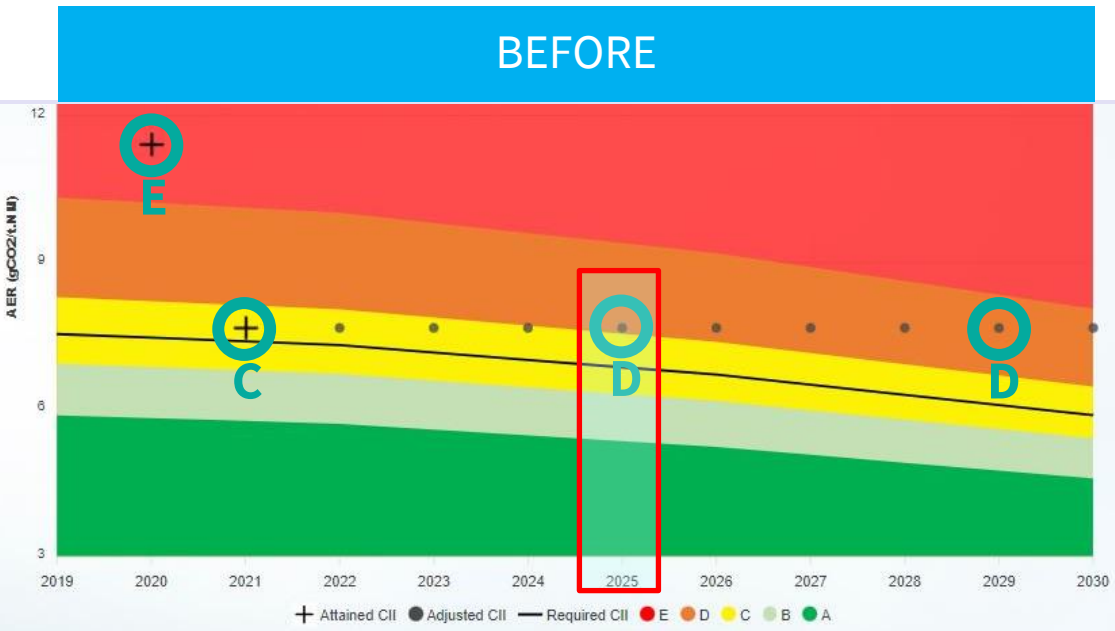 BEFORE
12
9
6
3
AER (gCO2/t.NM)
E
C
D
D
2019 2020 2021 2022 2023 2024 2025 2026 2027 2028 2029 2030
Attained CII Adjusted CII Required CII E D C B A